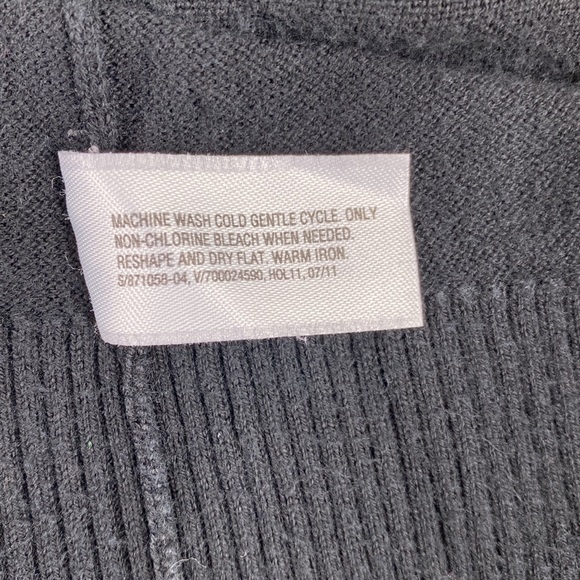 MACHINE WASH COLD GENTLE CYCLE. ONLY
NON-CHLORINE BLEACH WHEN NEEDED.
RESHAPE AND DRY FLAT. WARM IRON.
S/871058-04, V/700024590, HOL11, 07/11